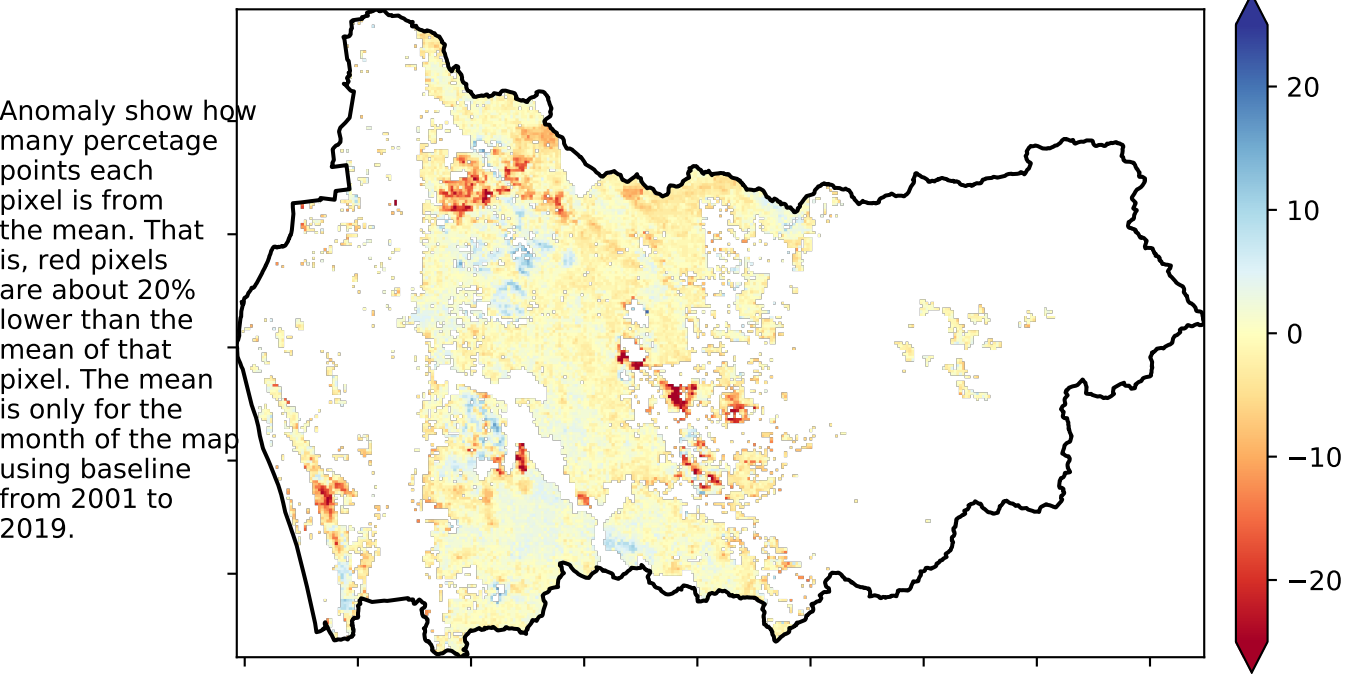 Anomaly show how
many percetage
points each
pixel is from
the mean. That
is, red pixels
are about 20%
lower than the
mean of that
pixel. The mean
is only for the
month of the map
using baseline
from 2001 to
2019.
20
10
0
−10
−20